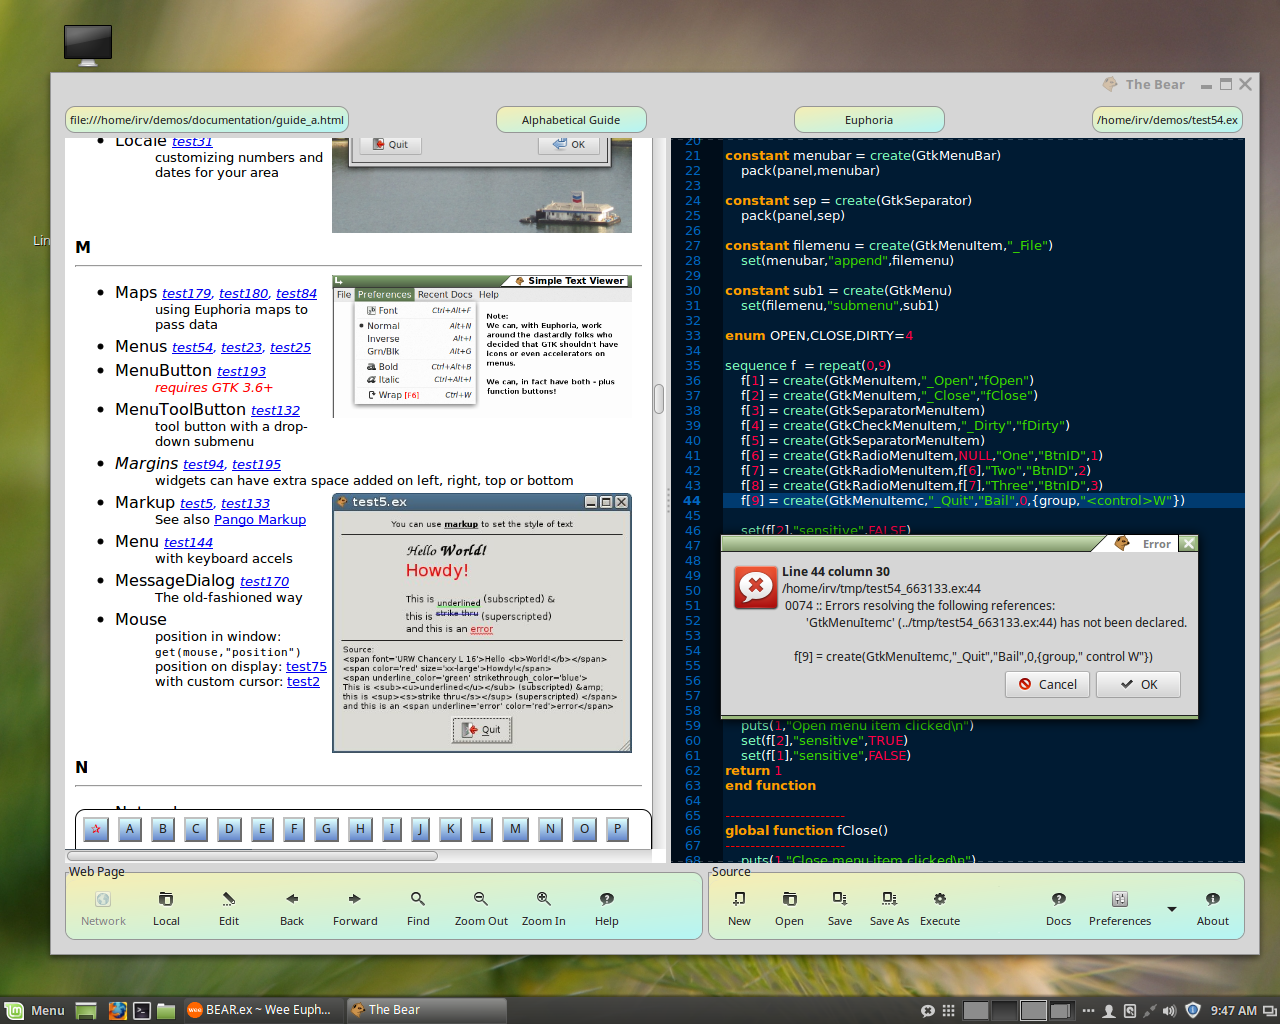 The Bear
file:///home/irv/demos/documentation/guide_a.html
Alphabetical Guide
Euphoria
/home/irv/demos/test54.ex
Lin
Locale test31
customizing numbers and
dates for your area
Quit
OK
M
Maps test179, test180, test84
using Euphoria maps to
pass data
Menus test54, test23, test25
MenuButton test193
requires GTK 3.6+
MenuToolButton test132
tool button with a drop-
down submenu
Margins test94, test195
widgets can have extra space added on left, right, top or bottom
Markup test5, test133
See also Pango Markup
Menu test144
with keyboard accels
MessageDialog test170
The old-fashioned way
Mouse
position in window:
get(mouse,"position")
position on display: test75
with custom cursor: test2
Simple Text Viewer
File Preferences Recent Docs Help
Font Ctrl+Alt+F
Normal Alt+N
Inverse Alt+I
Grn/Blk Alt+G
Bold Ctrl+Alt+B
Italic Ctrl+Alt+I
Wrap [F6] Ctrl+W
Note:
We can, with Euphoria, work
around the dastardly folks who
decided that GTK shouldn't have
icons or even accelerators on
menus.
We can, in fact have both - plus
function buttons!
test5.ex
You can use markup to set the style of text
Hello World!
Howdy!
This is underlined (subscripted) &
this is strike thru (superscripted)
and this is an error
Source:
<span font='URW Chancery L 16'>Hello <b>World!</b></span>
<span color='red' size='xx-large'>Howdy!</span>
<span underline_color='green' strikethrough_color='blue'>
This is <sub><u>underlined</u></sub> (subscripted) &amp;
this is <sup><s>strike thru</s></sup> (superscripted) </span>
and this is an <span underline='error' color='red'>error</span>
Quit
N
A B C D E F G H I J K L M N O P
20
21 constant menubar = create(GtkMenuBar)
22 pack(panel,menubar)
23
24 constant sep = create(GtkSeparator)
25 pack(panel,sep)
26
27 constant filemenu = create(GtkMenuItem,"_File")
28 set(menubar,"append",filemenu)
29
30 constant sub1 = create(GtkMenu)
31 set(filemenu,"submenu",sub1)
32
33 enum OPEN,CLOSE,DIRTY=4
34
35 sequence f = repeat(0,9)
36 f[1] = create(GtkMenuItem,"_Open","fOpen")
37 f[2] = create(GtkMenuItem,"_Close","fClose")
38 f[3] = create(GtkSeparatorMenuItem)
39 f[4] = create(GtkCheckMenuItem,"_Dirty","fDirty")
40 f[5] = create(GtkSeparatorMenuItem)
41 f[6] = create(GtkRadioMenuItem,NULL,"One","BtnID",1)
42 f[7] = create(GtkRadioMenuItem,f[6],"Two","BtnID",2)
43 f[8] = create(GtkRadioMenuItem,f[7],"Three","BtnID",3)
44 f[9] = create(GtkMenuItemc,"_Quit","Bail",0,{group,"<control>W"})
45
46 set(f[2],"sensitive",FALSE)
47
48
49
50
51
52
53
54
55
56
57
58
59 puts(1,"Open menu item clicked\n")
60 set(f[2],"sensitive",TRUE)
61 set(f[1],"sensitive",FALSE)
62 return 1
63 end function
64
65 -----------------------
66 global function fClose()
67 -----------------------
68 puts(1,"Close menu item clicked\n")
Error
Line 44 column 30
/home/irv/tmp/test54_663133.ex:44
0074 :: Errors resolving the following references:
'GtkMenuItemc' (../tmp/test54_663133.ex:44) has not been declared.
f[9] = create(GtkMenuItemc,"_Quit","Bail",0,{group," control W"})
Cancel
OK
Web Page
Network Local Edit Back Forward Find Zoom Out Zoom In Help
Source
New Open Save Save As Execute Docs Preferences About
Menu
BEAR.ex ~ Wee Euph...
The Bear
9:47 AM